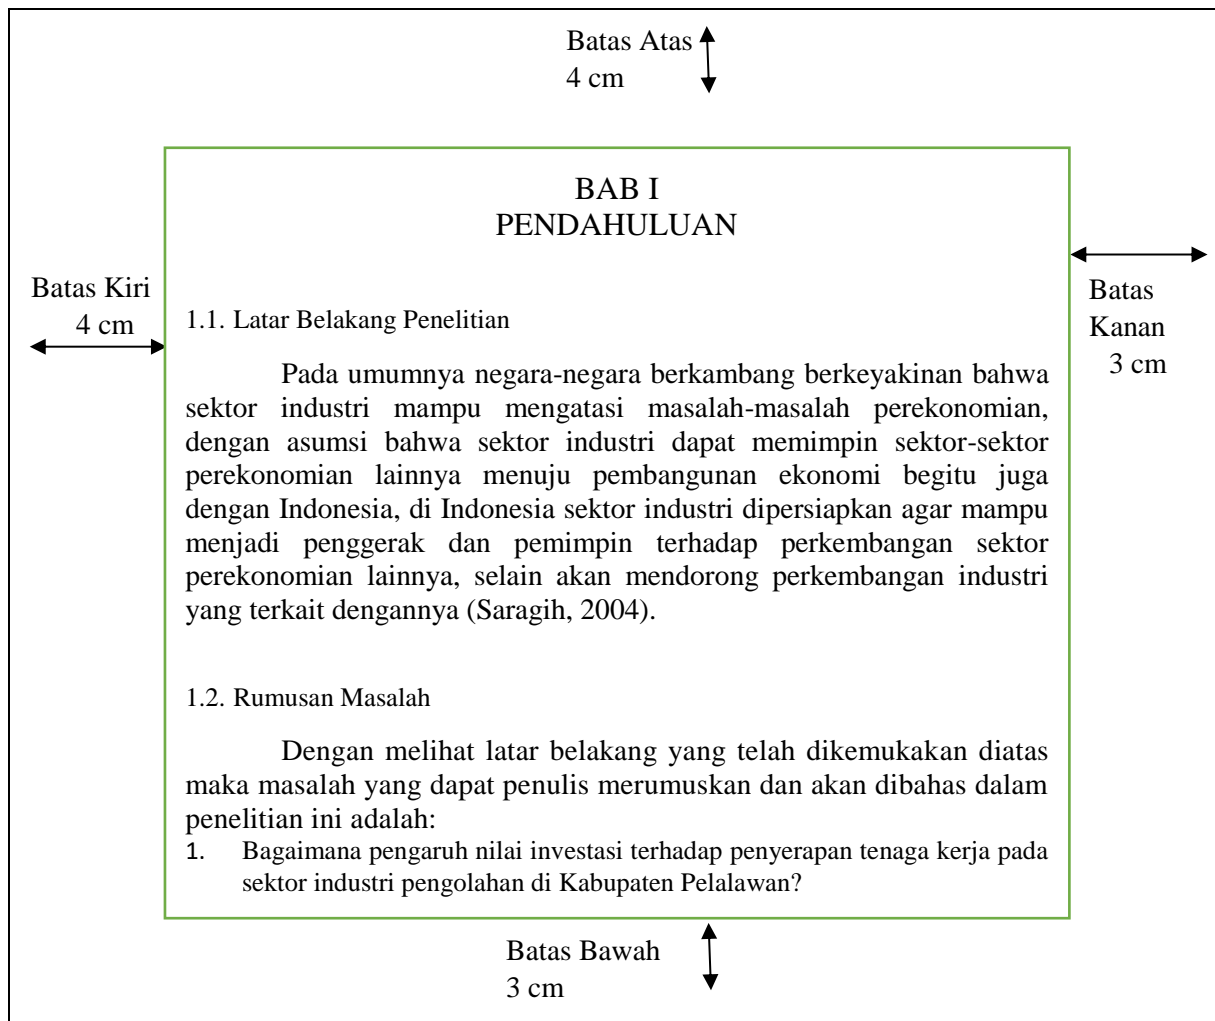 Batas Atas
4 cm
BAB I
PENDAHULUAN
Batas Kiri
4 cm
Batas
Kanan
3 cm
1.1. Latar Belakang Penelitian
Pada umumnya negara-negara berkambang berkeyakinan bahwa
sektor industri mampu mengatasi masalah-masalah perekonomian,
dengan asumsi bahwa sektor industri dapat memimpin sektor-sektor
perekonomian lainnya menuju pembangunan ekonomi begitu juga
dengan Indonesia, di Indonesia sektor industri dipersiapkan agar mampu
menjadi penggerak dan pemimpin terhadap perkembangan sektor
perekonomian lainnya, selain akan mendorong perkembangan industri
yang terkait dengannya (Saragih, 2004).
1.2. Rumusan Masalah
Dengan melihat latar belakang yang telah dikemukakan diatas
maka masalah yang dapat penulis merumuskan dan akan dibahas dalam
penelitian ini adalah:
1. Bagaimana pengaruh nilai investasi terhadap penyerapan tenaga kerja pada
sektor industri pengolahan di Kabupaten Pelalawan?
Batas Bawah
3 cm